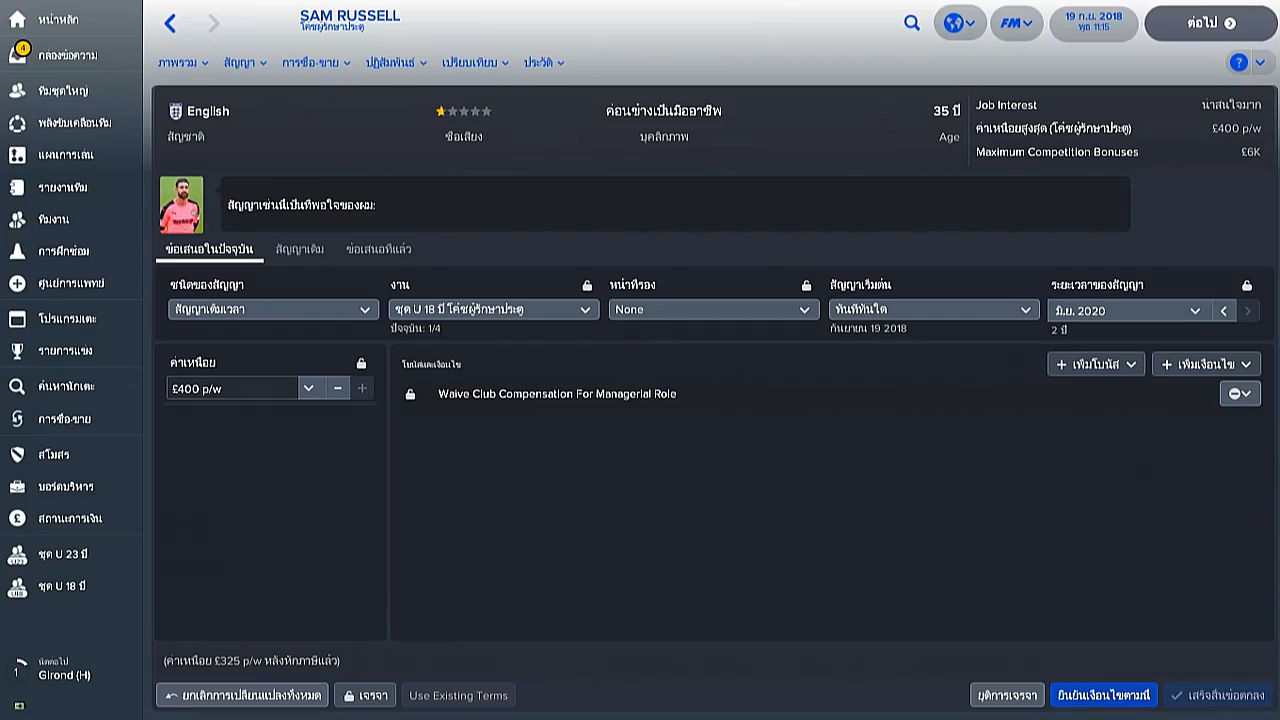 หน้าหลัก
4
กล่องข้อความ
ทีมชุดใหญ่
พลังขับเคลื่อนทีม
แผนการเล่น
รายงานทีม
ทีมงาน
การฝึกซ้อม
ศูนย์การแพทย์
โปรแกรมเตะ
รายการแข่ง
ค้นหานักเตะ
การซื้อ-ขาย
สโมสร
บอร์ดบริหาร
สถานะการเงิน
ชุด U 23 ปี
ชุด U 18 ปี
นัดต่อไป
Girond (H)
SAM RUSSELL
โค้ชผู้รักษาประตู
FM
19 ก.ย. 2018
พุธ 11:15
ต่อไป
ภาพรวม
สัญญา
การซื้อ-ขาย
ปฏิสัมพันธ์
เปรียบเทียบ
ประวัติ
?
English
สัญชาติ
ชื่อเสียง
ค่อนข้างเป็นมืออาชีพ
บุคลิกภาพ
35 ปี
Age
Job Interest น่าสนใจมาก
ค่าเหนื่อยสูงสุด (โค้ชผู้รักษาประตู) £400 p/w
Maximum Competition Bonuses £6K
สัญญาเช่นนี้เป็นที่พอใจของผม:
ข้อเสนอในปัจจุบัน สัญญาเดิม ข้อเสนอที่แล้ว
ชนิดของสัญญา
สัญญาเต็มเวลา
งาน
ชุด U 18 ปี โค้ชผู้รักษาประตู
ปัจจุบัน: 1/4
หน้าที่รอง
None
สัญญาเริ่มต้น
ทันทีทันใด
กันยายน 19 2018
ระยะเวลาของสัญญา
มิ.ย. 2020
2 ปี
ค่าเหนื่อย
£400 p/w
โบนัสและเงื่อนไข
+ เพิ่มโบนัส
+ เพิ่มเงื่อนไข
Waive Club Compensation For Managerial Role
(ค่าเหนื่อย £325 p/w หลังหักภาษีแล้ว)
ยกเลิกการเปลี่ยนแปลงทั้งหมด
เจรจา
Use Existing Terms
ยุติการเจรจา
ยืนยันเงื่อนไขตามนี้
เสร็จสิ้นข้อตกลง